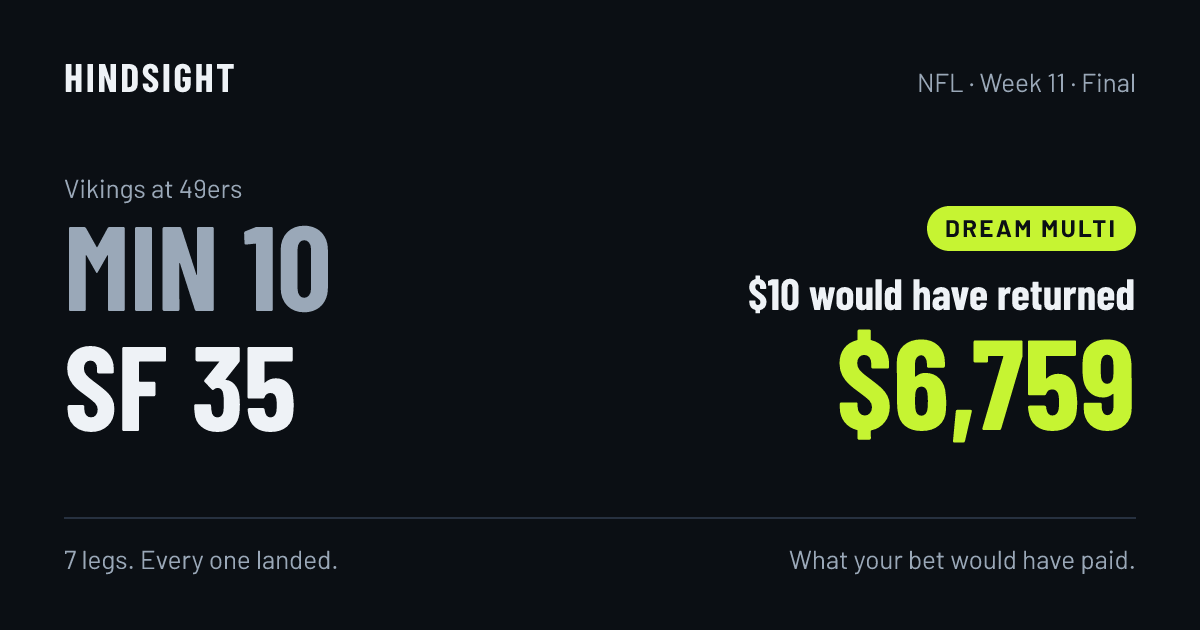 HINDSIGHT
NFL · Week 11 · Final
Vikings at 49ers
MIN 10
SF 35
DREAM MULTI
$10 would have returned
$6,759
7 legs. Every one landed.
What your bet would have paid.